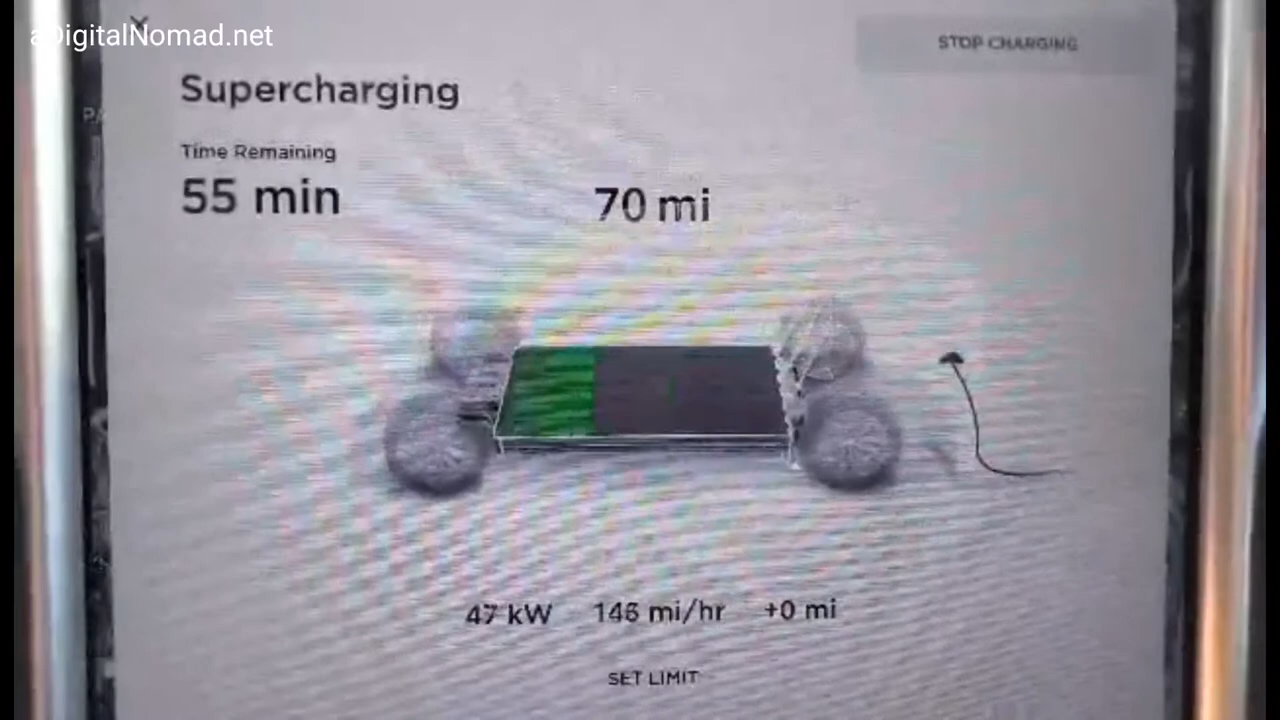 aDigitalNomad.net
STOP CHARGING
Supercharging
Time Remaining
55 min
70 mi
47 kW 146 mi/hr +0 mi
SET LIMIT